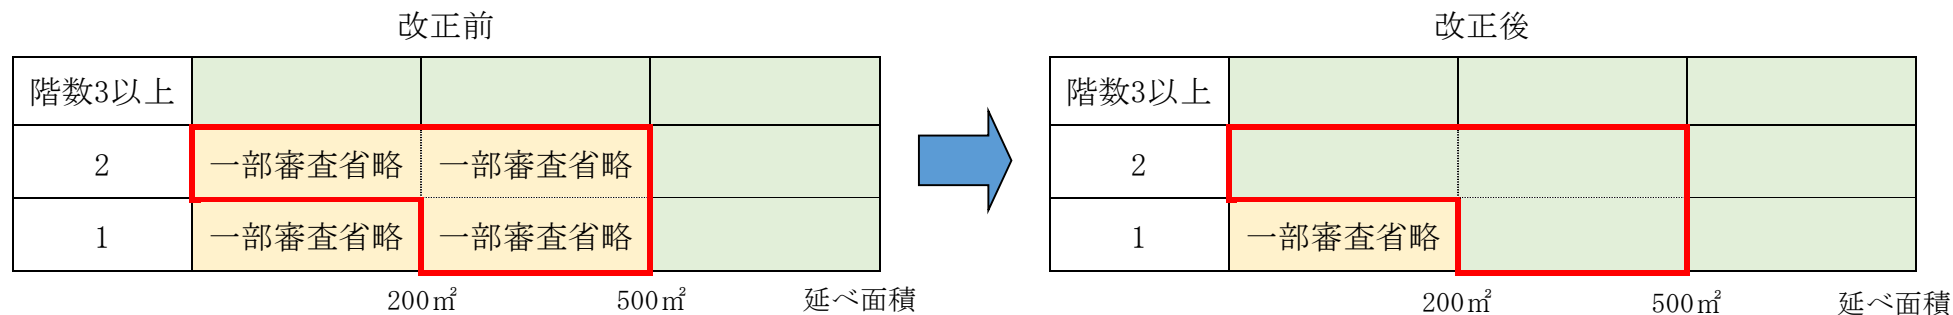 改正前
階数3以上
2 一部審査省略 一部審査省略
1 一部審査省略 一部審査省略
200㎡ 500㎡ 延べ面積
改正後
階数3以上
2
1 一部審査省略
200㎡ 500㎡ 延べ面積